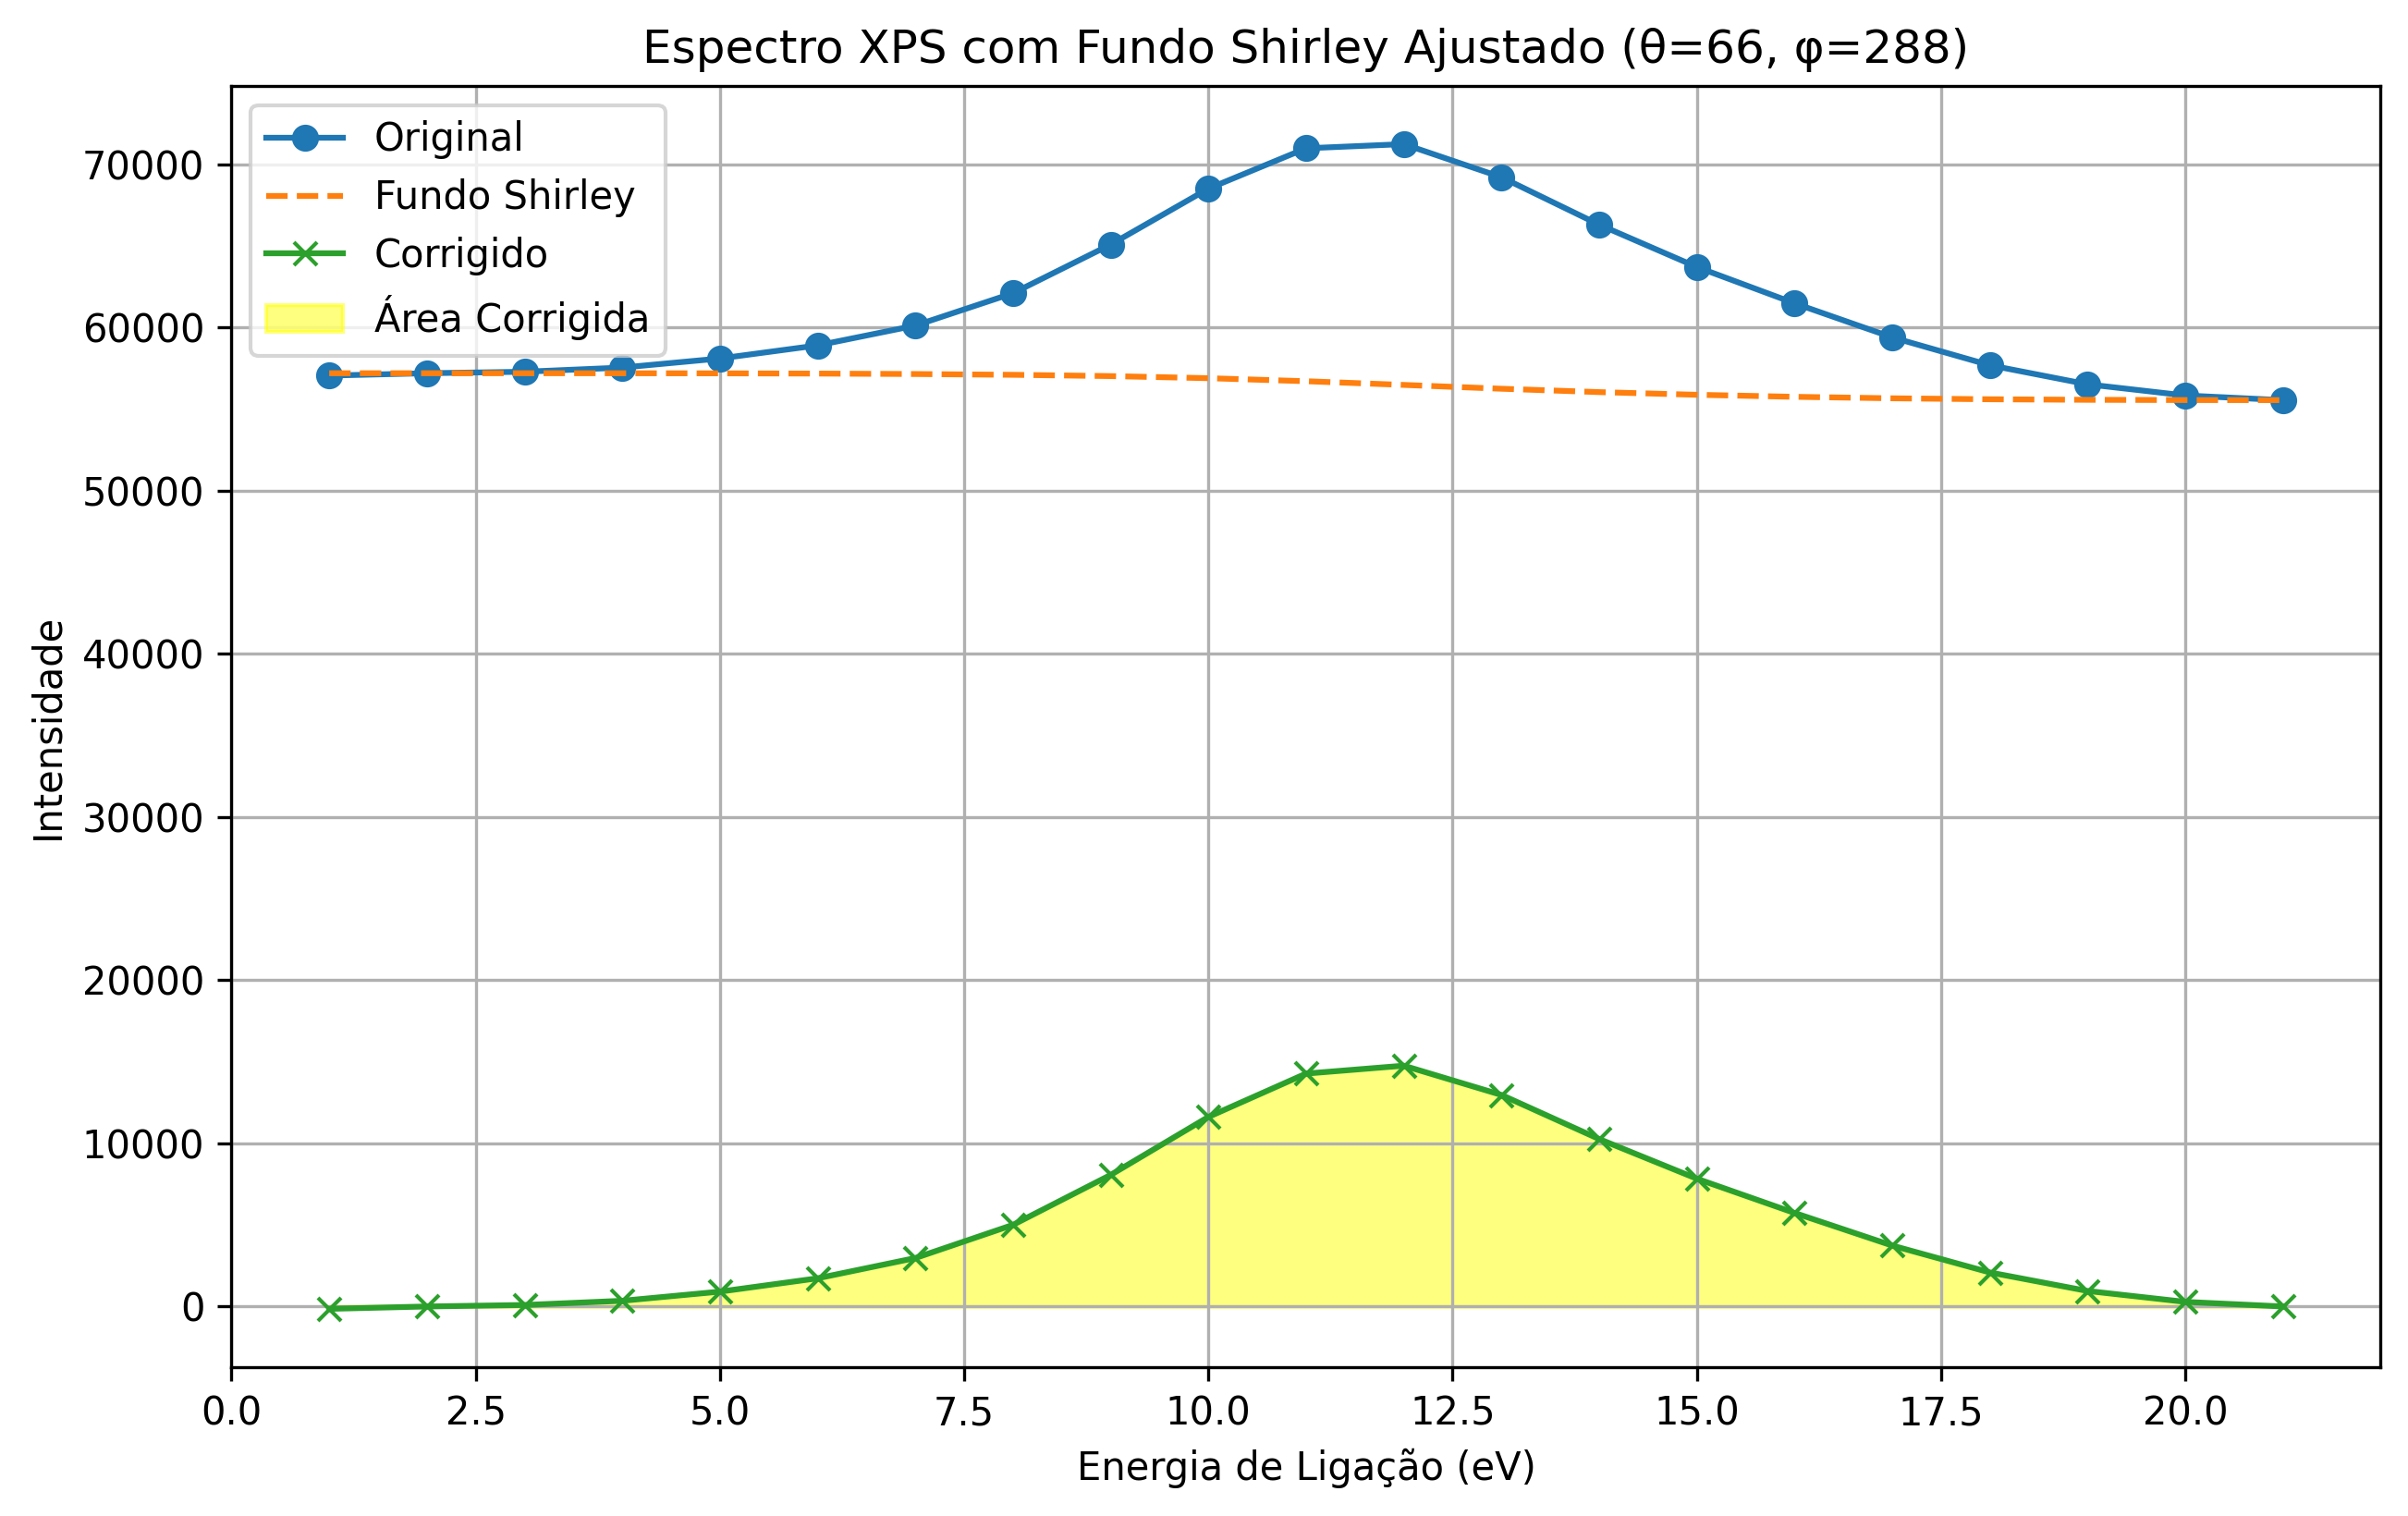 Espectro XPS com Fundo Shirley Ajustado (θ=66, φ=288)
Original
Fundo Shirley
Corrigido
Área Corrigida
70000
60000
50000
40000
30000
20000
10000
0
Intensidade
0.0 2.5 5.0 7.5 10.0 12.5 15.0 17.5 20.0
Energia de Ligação (eV)